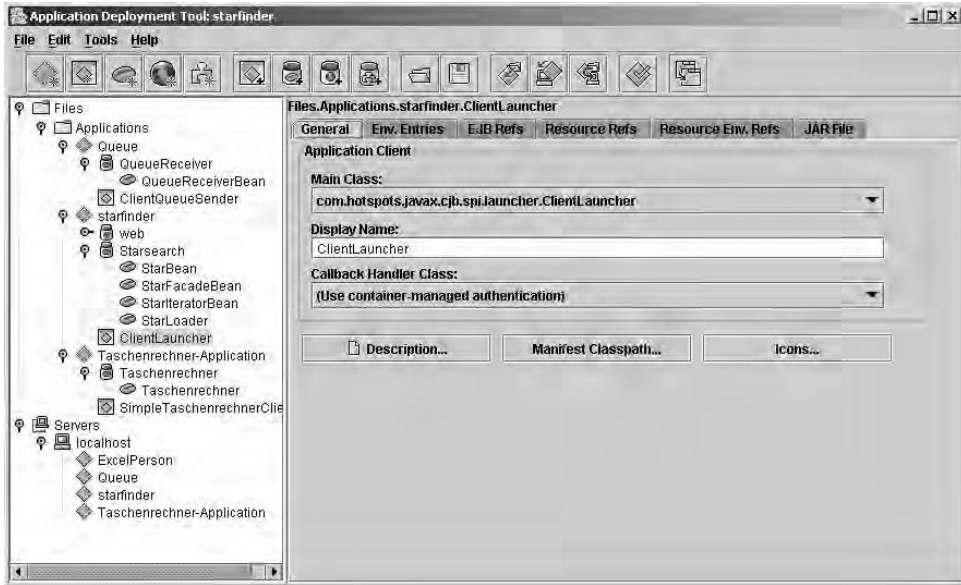 Application Deployment Tool: starfinder
File Edit Tools Help
Files
Applications
Queue
QueueReceiver
QueueReceiverBean
ClientQueueSender
starfinder
web
Starsearch
StarBean
StarFacadeBean
StarIteratorBean
StarLoader
ClientLauncher
Taschenrechner-Application
Taschenrechner
Taschenrechner
SimpleTaschenrechnerClie
Servers
localhost
ExcelPerson
Queue
starfinder
Taschenrechner-Application
Files.Applications.starfinder.ClientLauncher
General Env. Entries EJB Refs Resource Refs Resource Env. Refs JAR File
Application Client
Main Class:
com.hotspots.javax.ejb.spi.launcher.ClientLauncher
Display Name:
ClientLauncher
Callback Handler Class:
(Use container-managed authentication)
Description... Manifest Classpath... Icons...